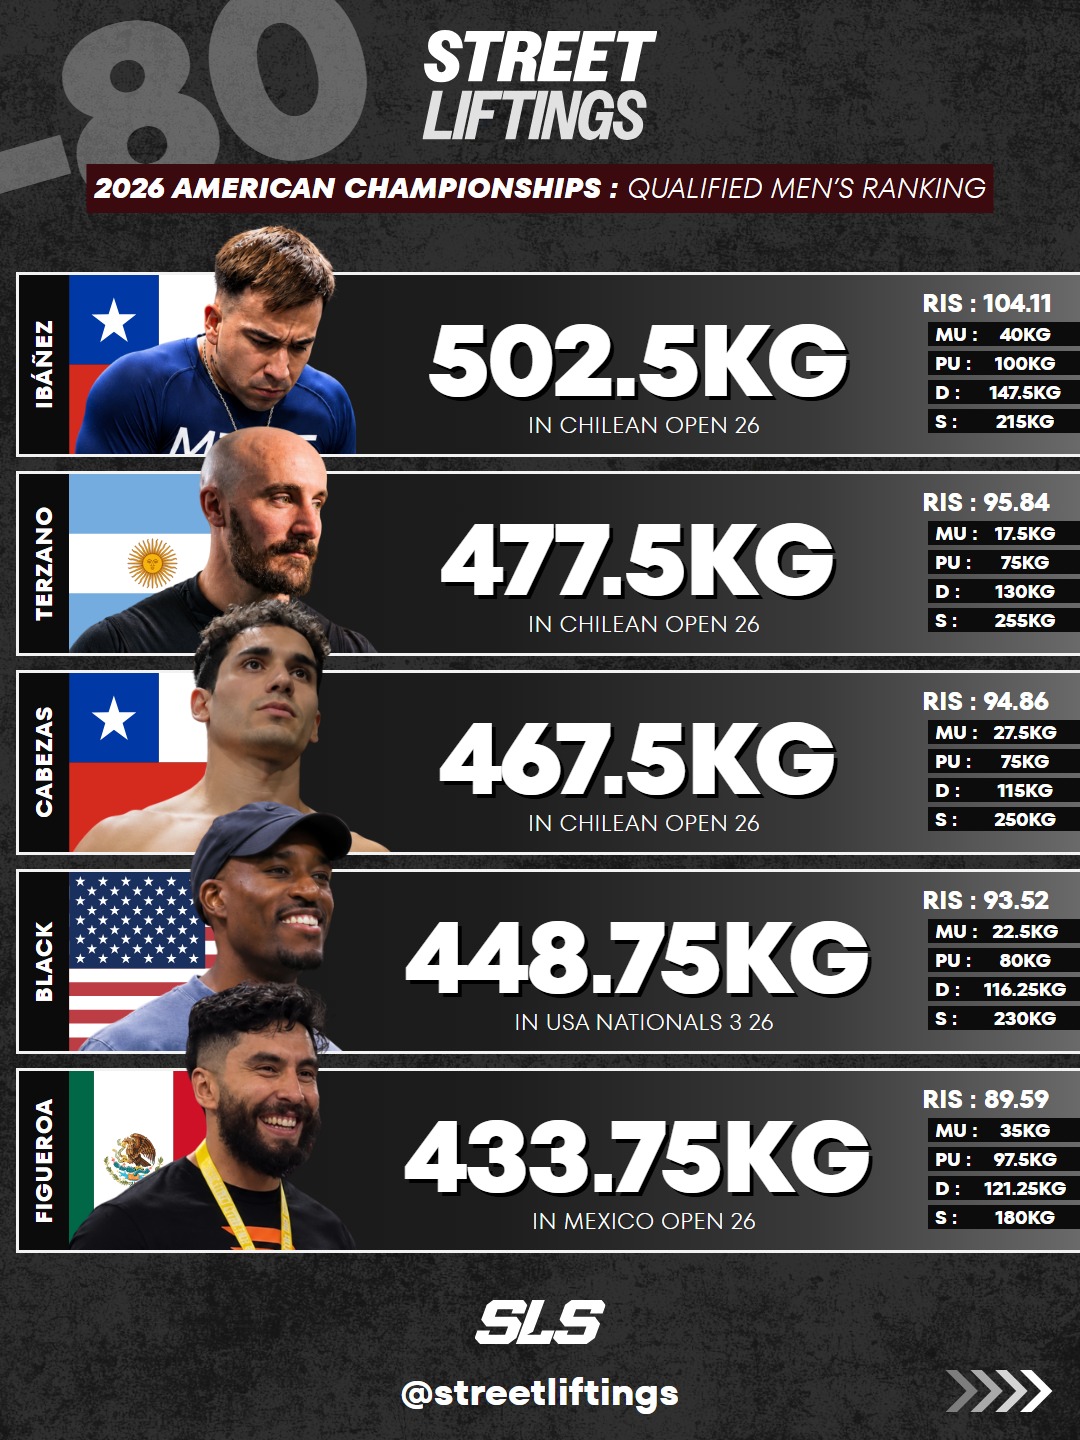 -80
STREET
LIFTINGS
2026 AMERICAN CHAMPIONSHIPS : QUALIFIED MEN'S RANKING
IBÁÑEZ
502.5KG
IN CHILEAN OPEN 26
RIS : 104.11
MU : 40KG
PU : 100KG
D : 147.5KG
S : 215KG
TERZANO
477.5KG
IN CHILEAN OPEN 26
RIS : 95.84
MU : 17.5KG
PU : 75KG
D : 130KG
S : 255KG
CABEZAS
467.5KG
IN CHILEAN OPEN 26
RIS : 94.86
MU : 27.5KG
PU : 75KG
D : 115KG
S : 250KG
BLACK
448.75KG
IN USA NATIONALS 3 26
RIS : 93.52
MU : 22.5KG
PU : 80KG
D : 116.25KG
S : 230KG
FIGUEROA
433.75KG
IN MEXICO OPEN 26
RIS : 89.59
MU : 35KG
PU : 97.5KG
D : 121.25KG
S : 180KG
SLS
@streetliftings